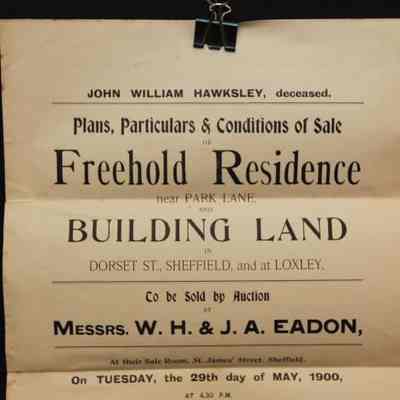 JOHN WILLIAM HAWKSLEY, deceased.
Plans, Particulars & Conditions of Sale
OF
Freehold Residence
near PARK LANE,
AND
BUILDING LAND
IN
DORSET ST., SHEFFIELD, and at LOXLEY,
To be Sold by Auction
BY
MESSRS. W. H. & J. A. EADON,
At their Sale Room, St. James' Street, Sheffield,
On TUESDAY, the 29th day of MAY, 1900,
AT 4.30 P.M.